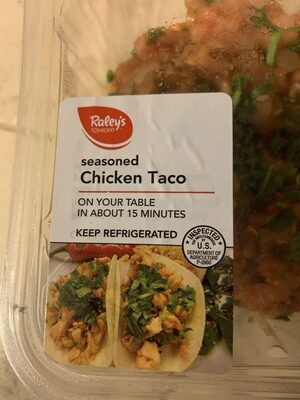 Raley's
TONIGHT
seasoned
Chicken Taco
ON YOUR TABLE
IN ABOUT 15 MINUTES
KEEP REFRIGERATED
INSPECTED
U.S.
DEPARTMENT OF
AGRICULTURE